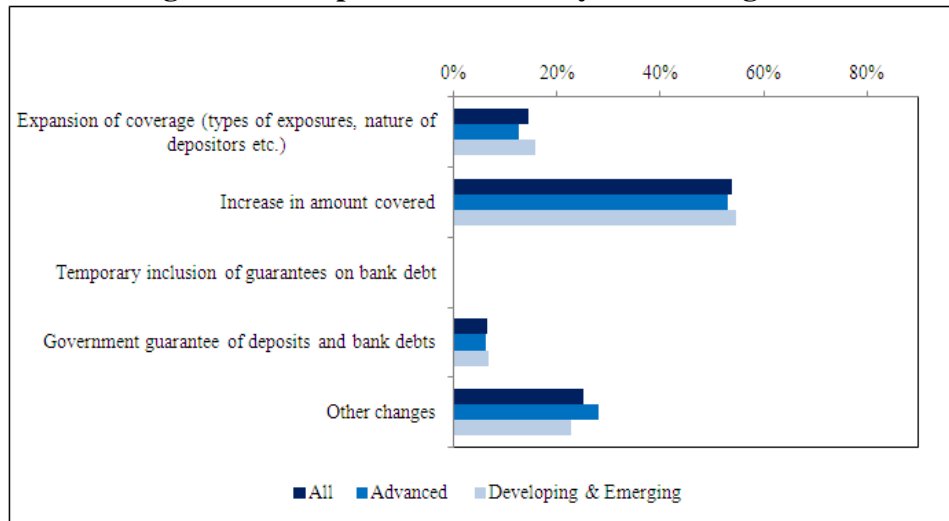 0% 20% 40% 60% 80%
Expansion of coverage (types of exposures, nature of
depositors etc.)
Increase in amount covered
Temporary inclusion of guarantees on bank debt
Government guarantee of deposits and bank debts
Other changes
All Advanced Developing & Emerging